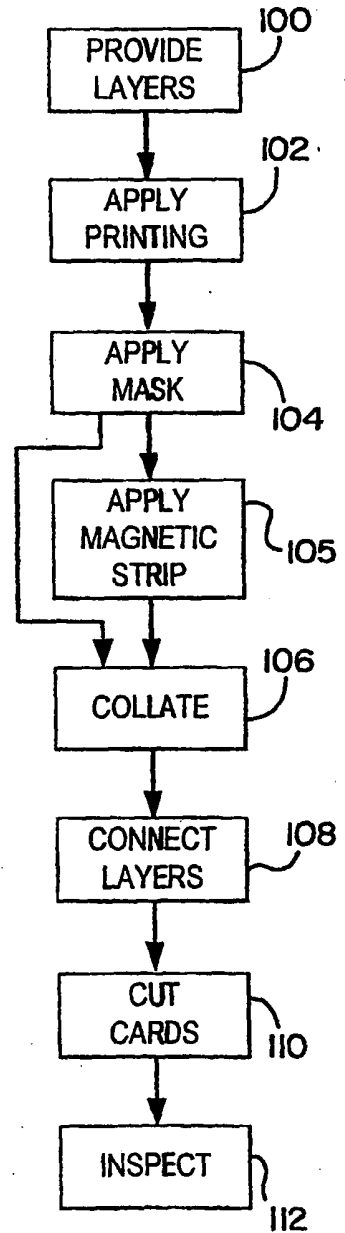 100
PROVIDE
LAYERS
102
APPLY
PRINTING
APPLY
MASK
104
APPLY
MAGNETIC
STRIP
105
106
COLLATE
CONNECT
LAYERS
108
CUT
CARDS
110
INSPECT
112